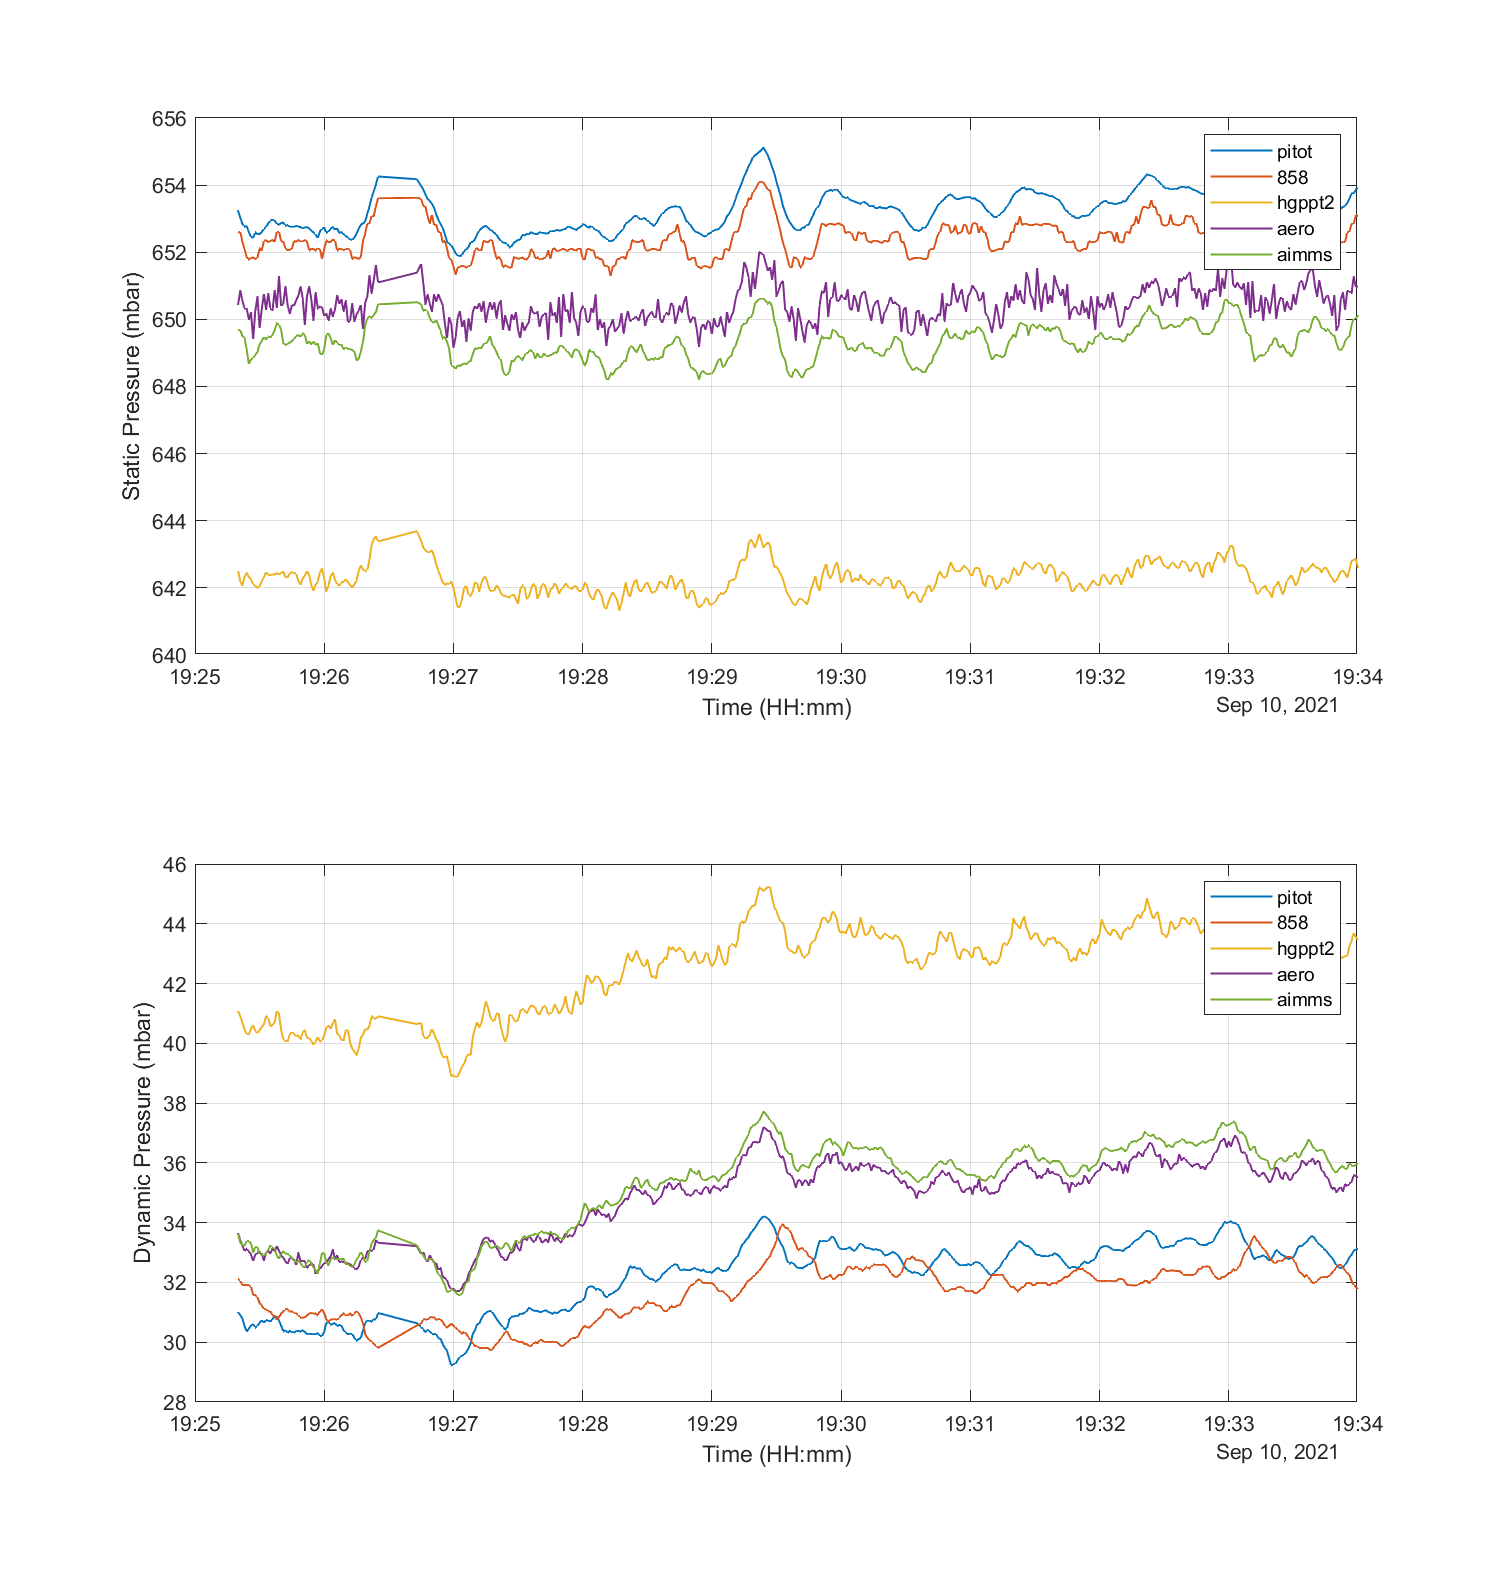 656
654
652
650
648
646
644
642
640
Static Pressure (mbar)
pitot
858
hgppt2
aero
aimms
19:25 19:26 19:27 19:28 19:29 19:30 19:31 19:32 19:33 19:34
Time (HH:mm)
Sep 10, 2021
46
44
42
40
38
36
34
32
30
28
Dynamic Pressure (mbar)
pitot
858
hgppt2
aero
aimms
19:25 19:26 19:27 19:28 19:29 19:30 19:31 19:32 19:33 19:34
Time (HH:mm)
Sep 10, 2021